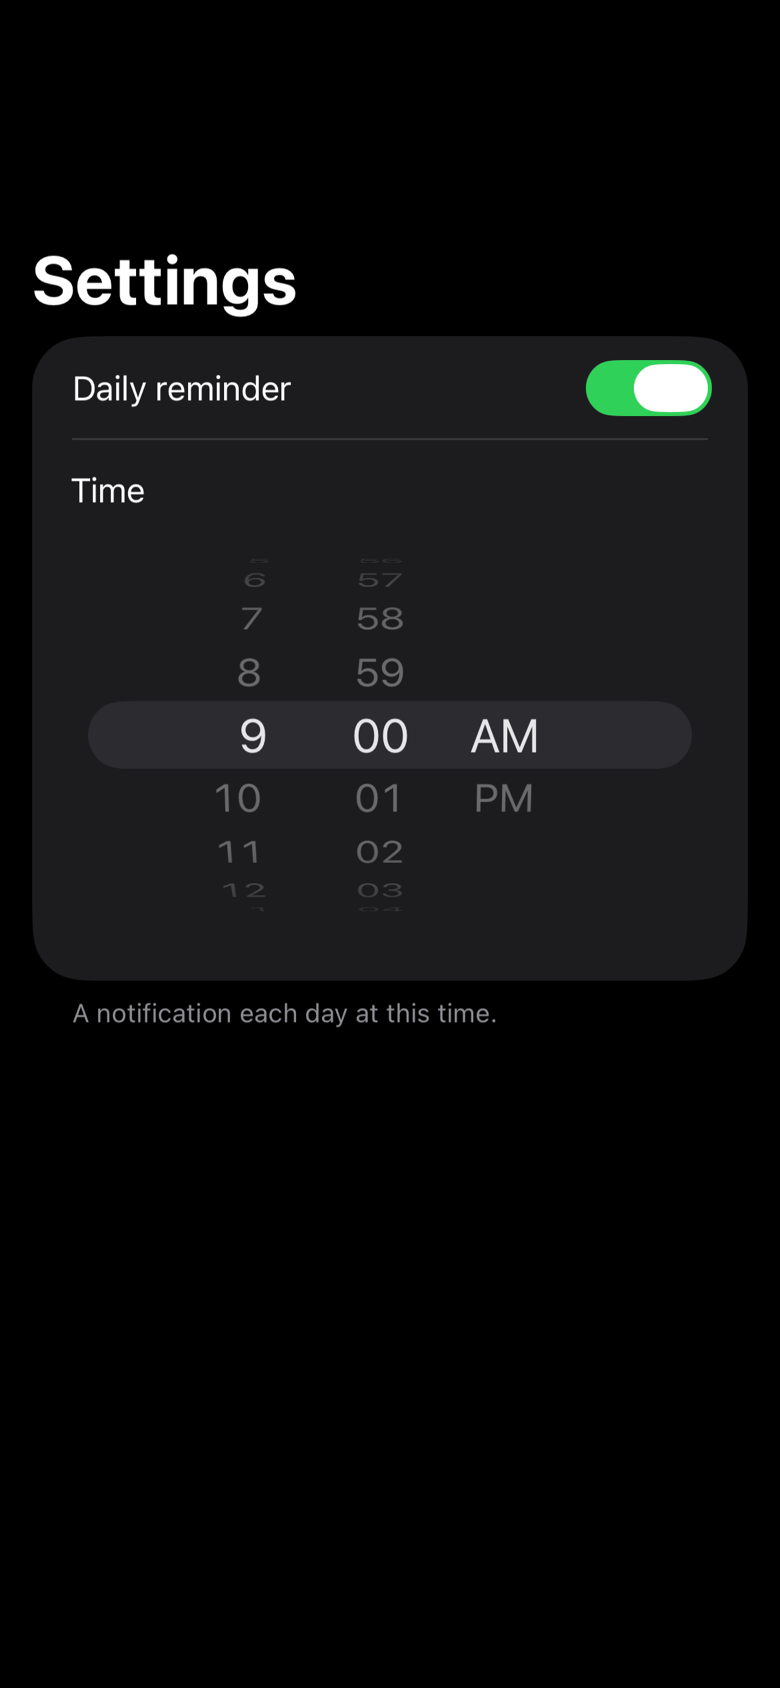 Settings
Daily reminder
Time
6 57
7 58
8 59
9 00 AM
10 01 PM
11 02
12 03
A notification each day at this time.